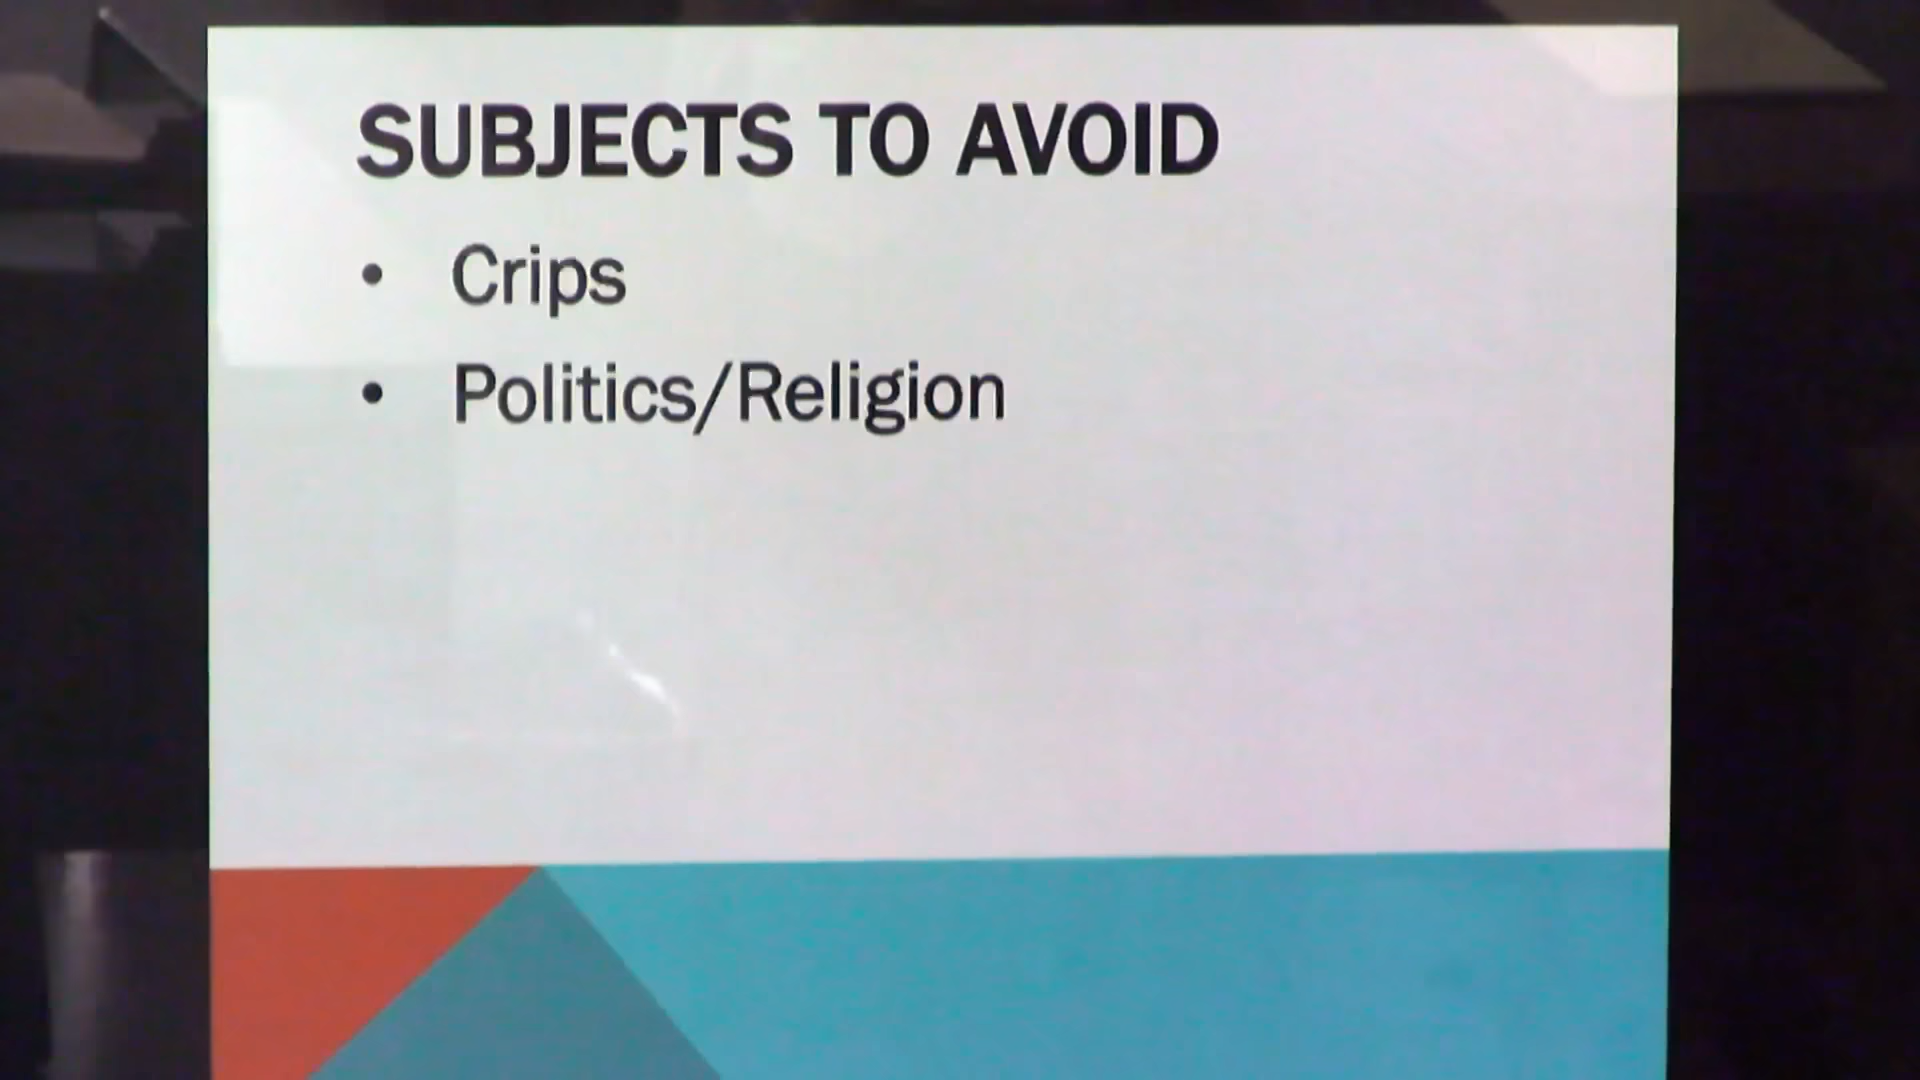 SUBJECTS TO AVOID
• Crips
• Politics/Religion